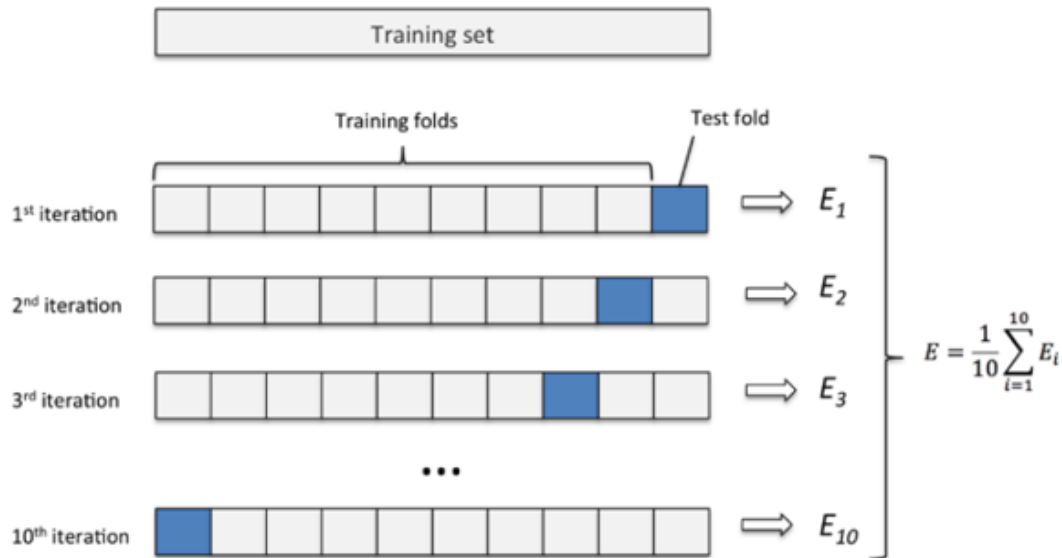 Training set
Training folds
Test fold
1st iteration
E1
2nd iteration
E2
3rd iteration
E3
...
10th iteration
E10
E = 1/10 ∑ i=1 10 Ei